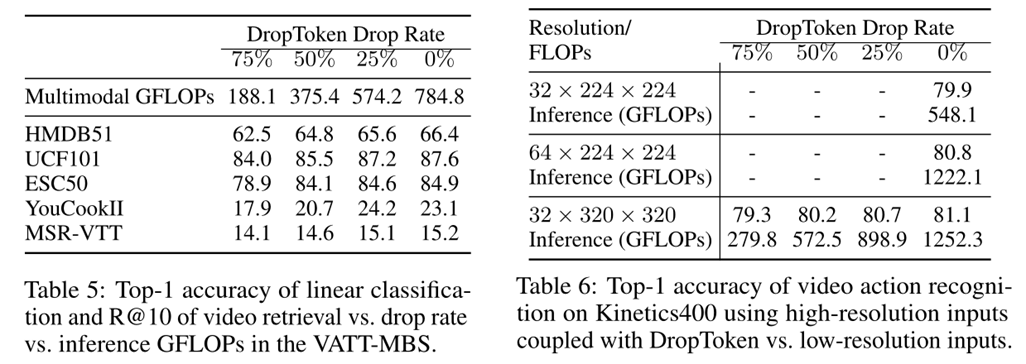 DropToken Drop Rate
75% 50% 25% 0%
Multimodal GFLOPs 188.1 375.4 574.2 784.8
HMDB51 62.5 64.8 65.6 66.4
UCF101 84.0 85.5 87.2 87.6
ESC50 78.9 84.1 84.6 84.9
YouCookII 17.9 20.7 24.2 23.1
MSR-VTT 14.1 14.6 15.1 15.2
Table 5: Top-1 accuracy of linear classifica-
tion and R@10 of video retrieval vs. drop rate
vs. inference GFLOPs in the VATT-MBS.
Resolution/ DropToken Drop Rate
FLOPs 75% 50% 25% 0%
32 × 224 × 224 - - - 79.9
Inference (GFLOPs) - - - 548.1
64 × 224 × 224 - - - 80.8
Inference (GFLOPs) - - - 1222.1
32 × 320 × 320 79.3 80.2 80.7 81.1
Inference (GFLOPs) 279.8 572.5 898.9 1252.3
Table 6: Top-1 accuracy of video action recogni-
tion on Kinetics400 using high-resolution inputs
coupled with DropToken vs. low-resolution inputs.